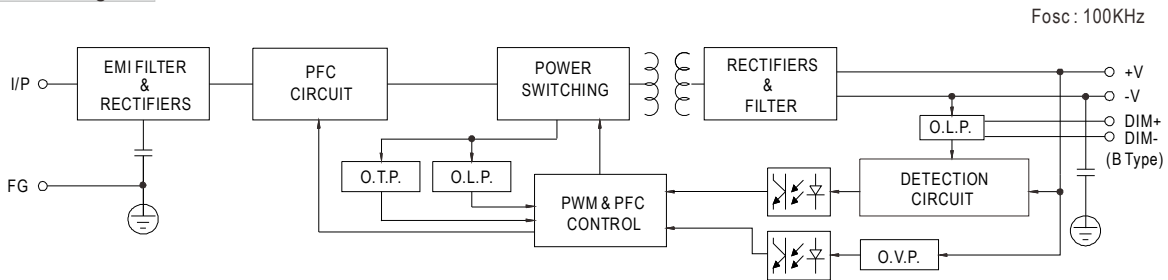 Fosc : 100KHz
I/P
EMI FILTER
&
RECTIFIERS
PFC
CIRCUIT
POWER
SWITCHING
RECTIFIERS
&
FILTER
+V
-V
DIM+
DIM-
(B Type)
O.L.P.
FG
O.T.P.
O.L.P.
PWM & PFC
CONTROL
DETECTION
CIRCUIT
O.V.P.